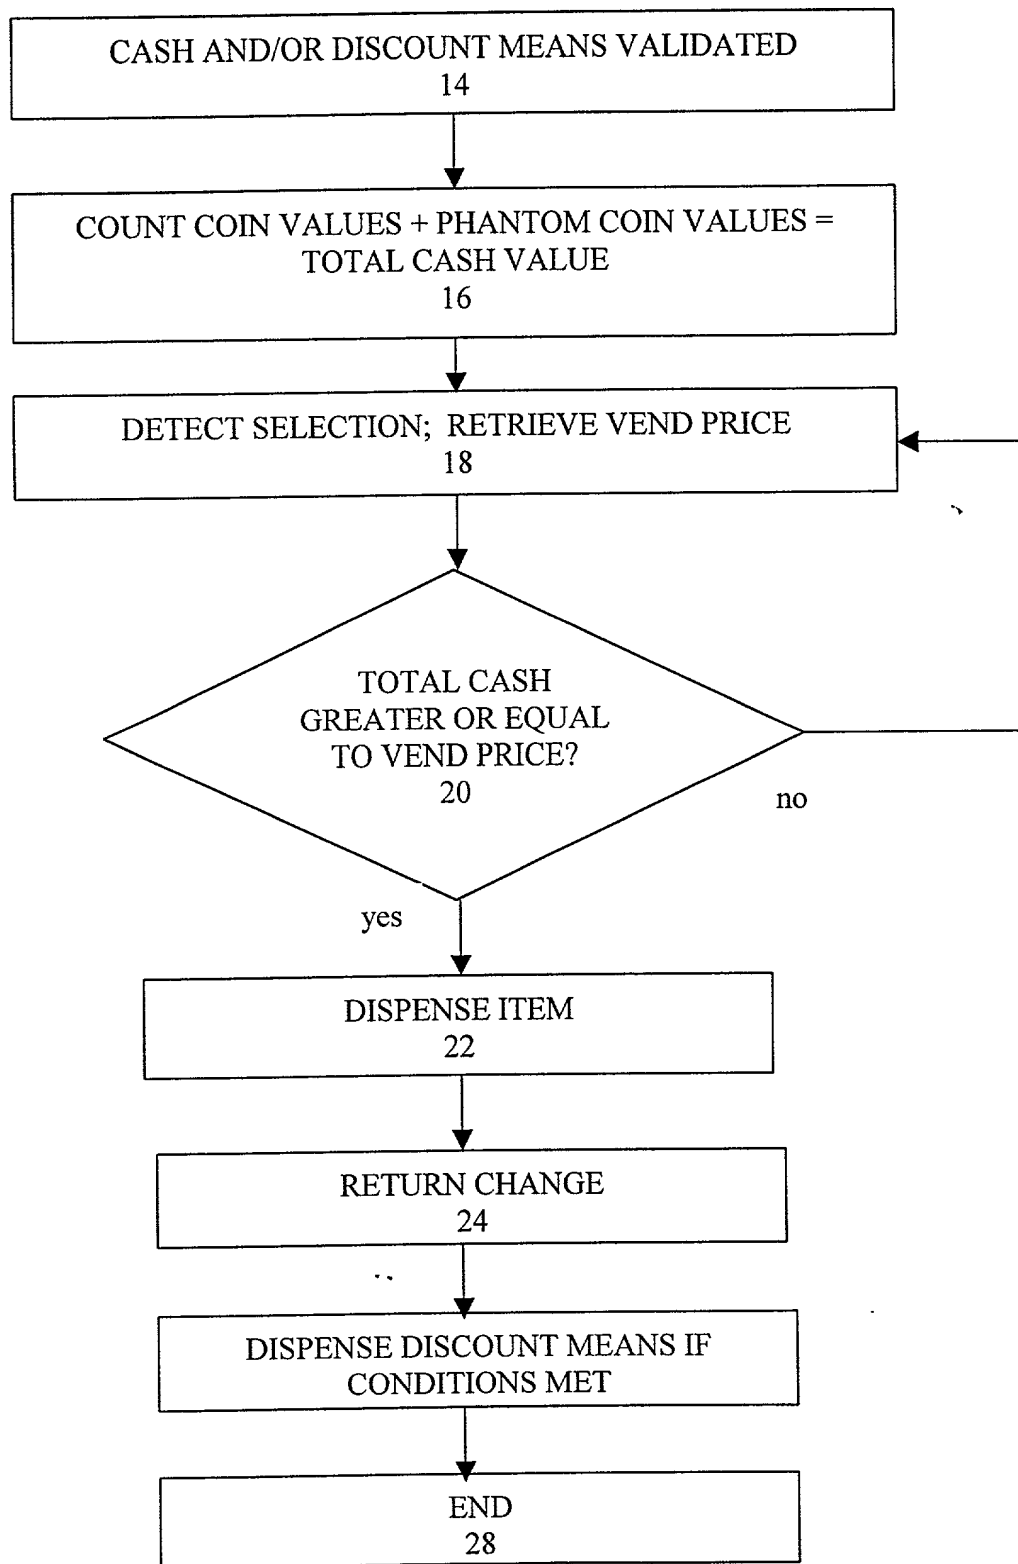 CASH AND/OR DISCOUNT MEANS VALIDATED
14
COUNT COIN VALUES + PHANTOM COIN VALUES =
TOTAL CASH VALUE
16
DETECT SELECTION; RETRIEVE VEND PRICE
18
TOTAL CASH
GREATER OR EQUAL
TO VEND PRICE?
20
no
yes
DISPENSE ITEM
22
RETURN CHANGE
24
DISPENSE DISCOUNT MEANS IF
CONDITIONS MET
END
28